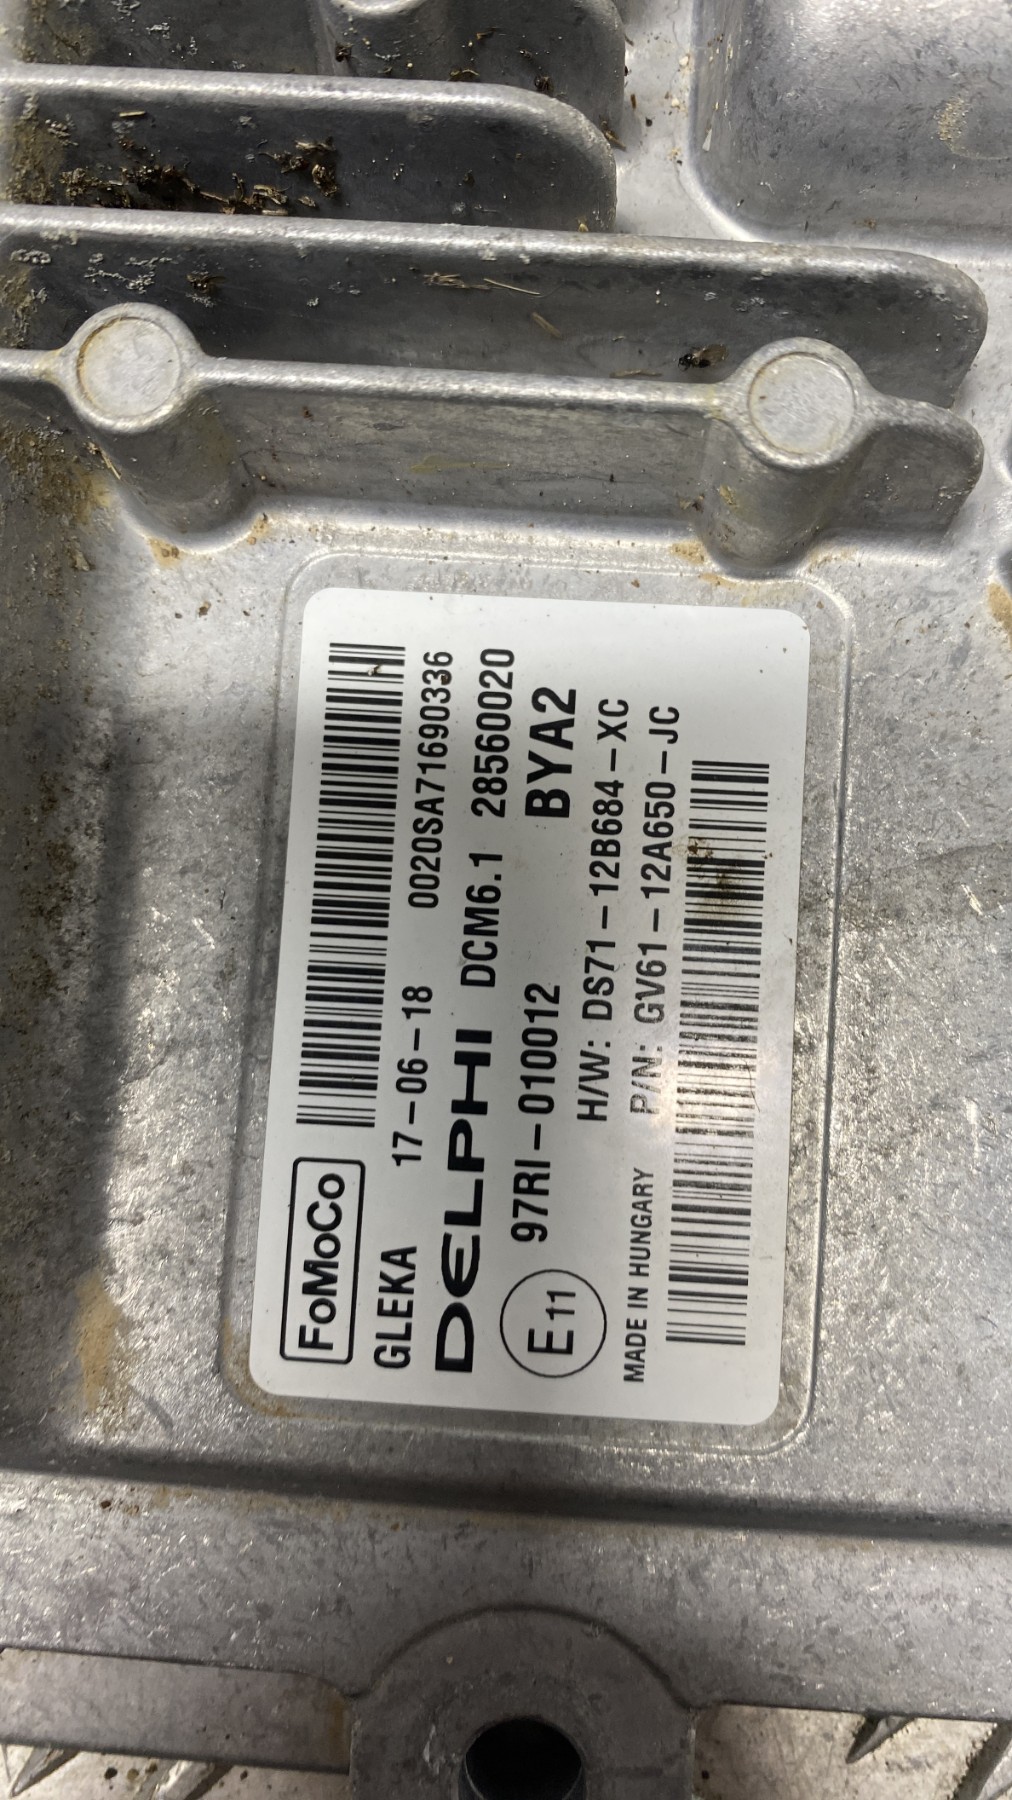 FoMoCo
GLEKA 17-06-18 0020SA71690336
DELPHI DCM6.1 28560020
E11 97RI-010012 BYA2
H/W: DS71-12B684-XC
MADE IN HUNGARY P/N: GV61-12A650-JC